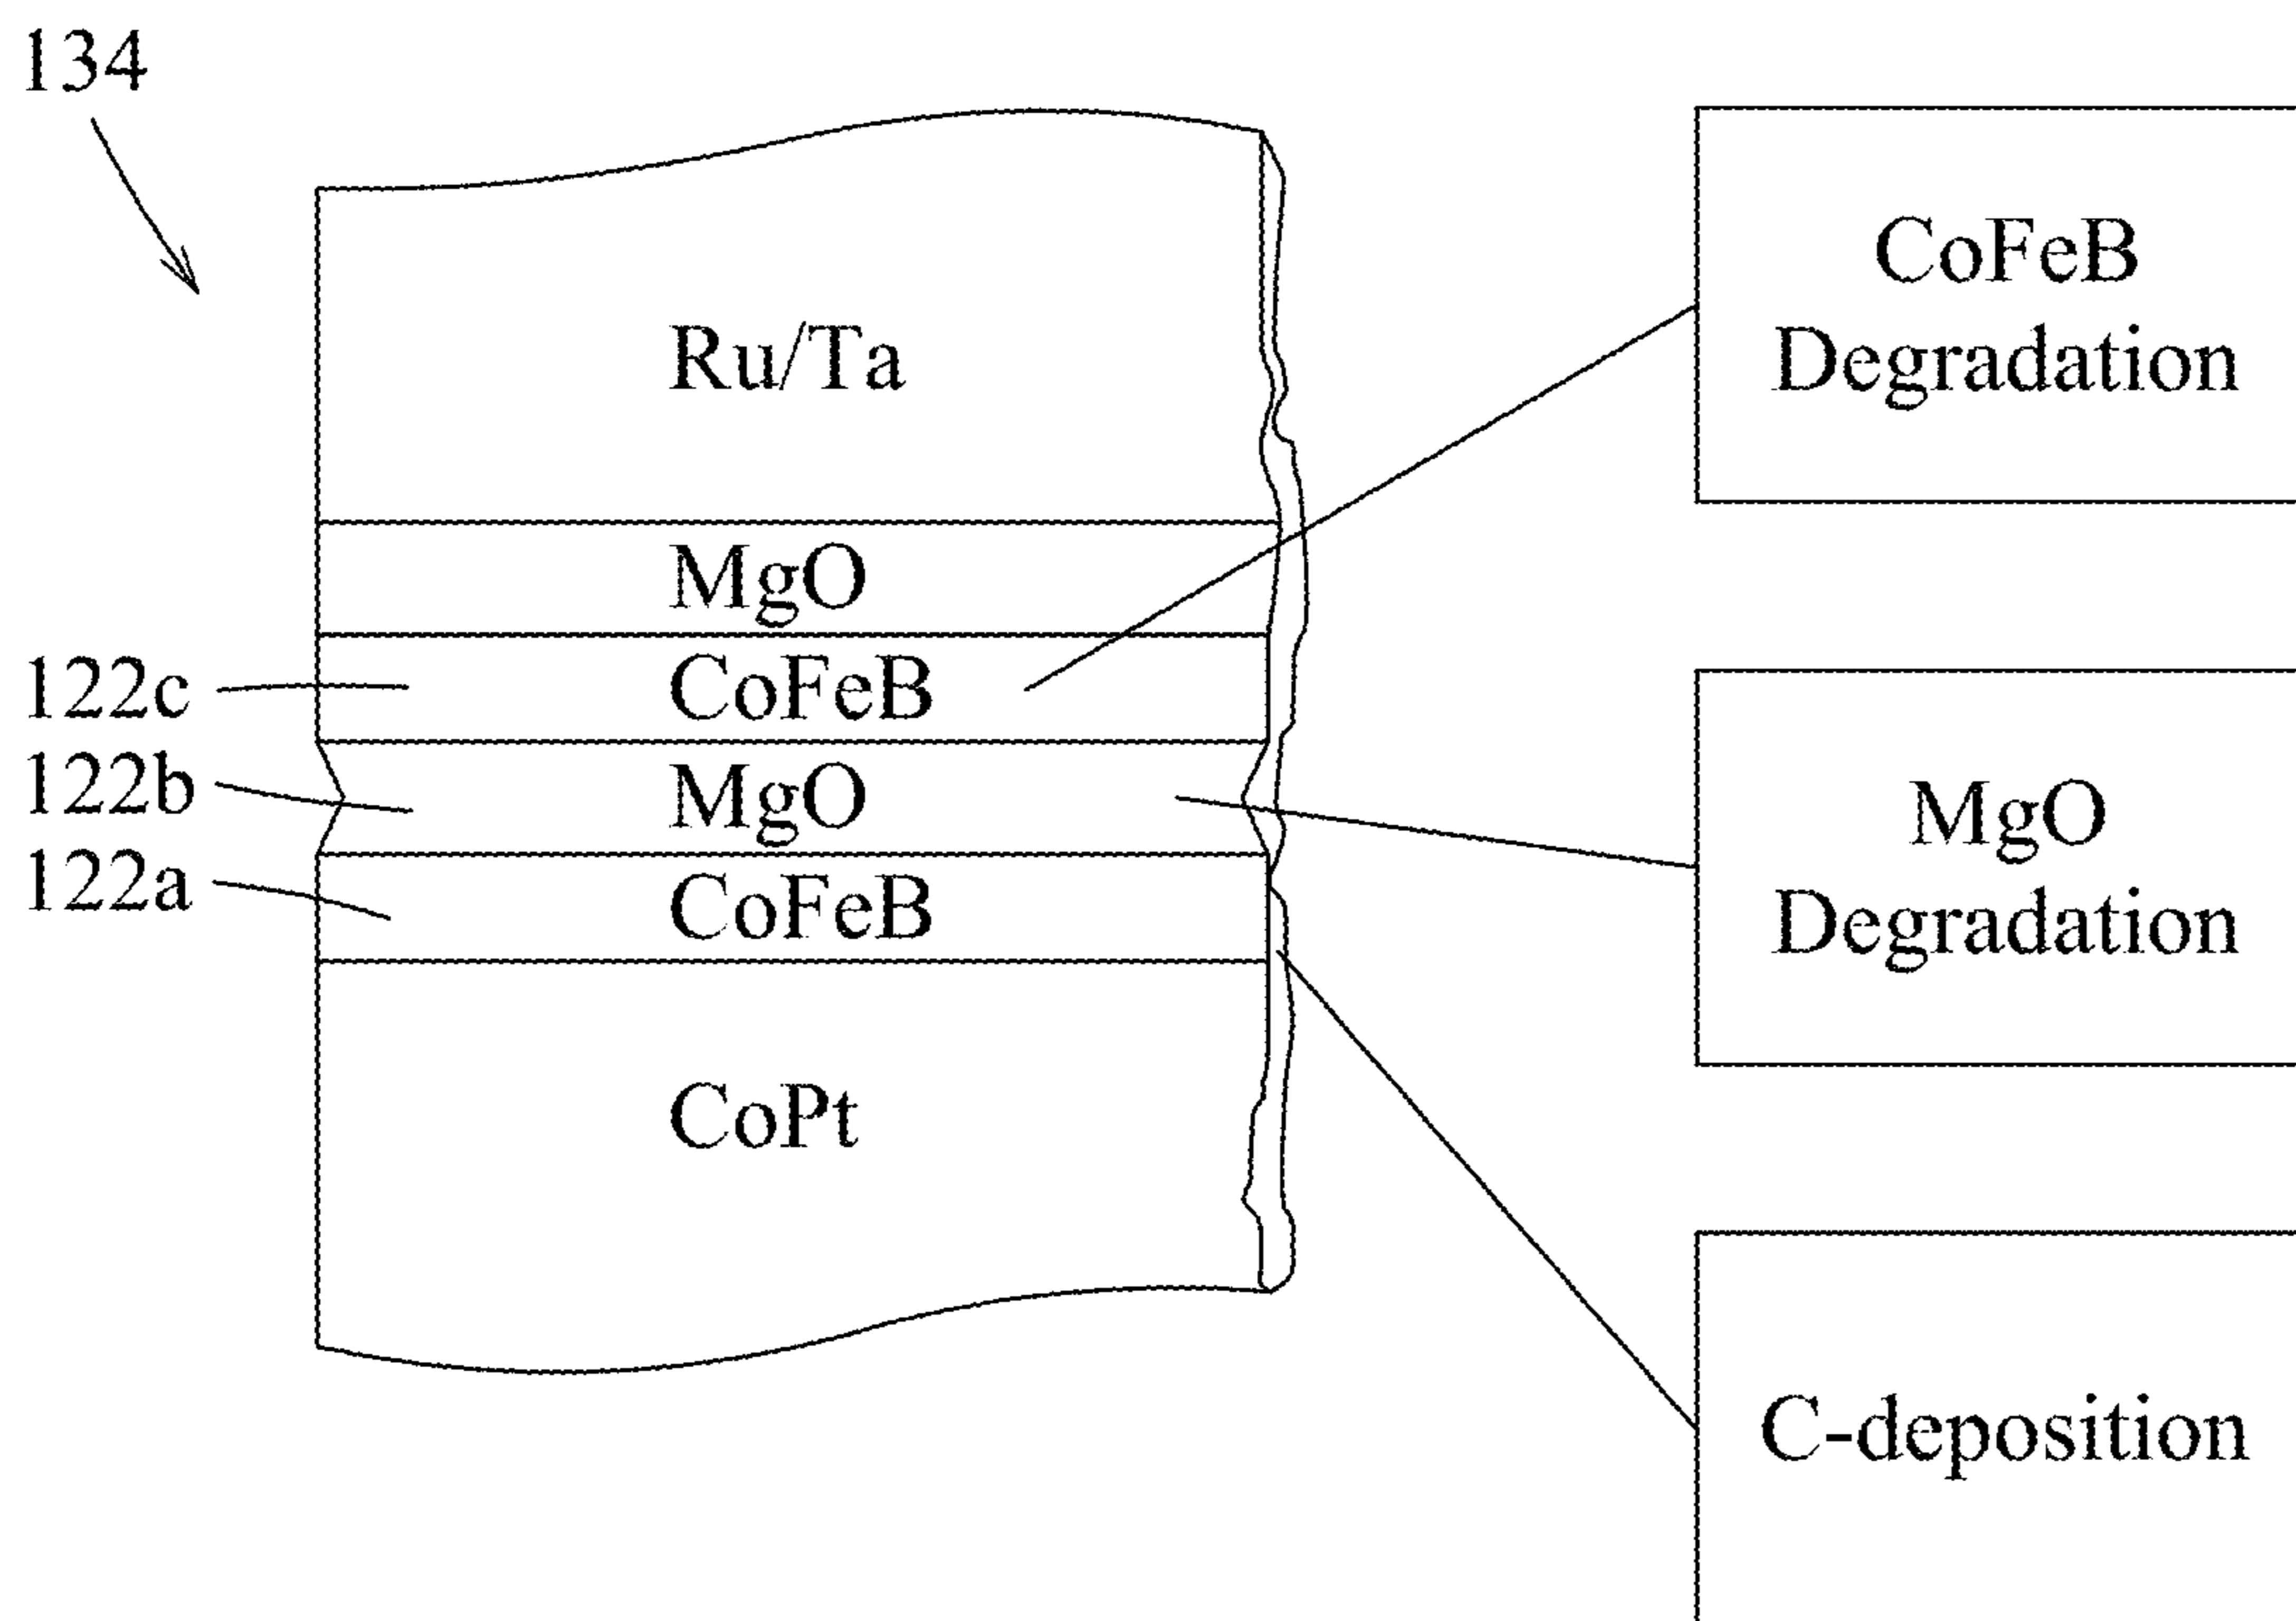 134
Ru/Ta
MgO
122c
CoFeB
122b
MgO
122a
CoFeB
CoPt
CoFeB
Degradation
MgO
Degradation
C-deposition